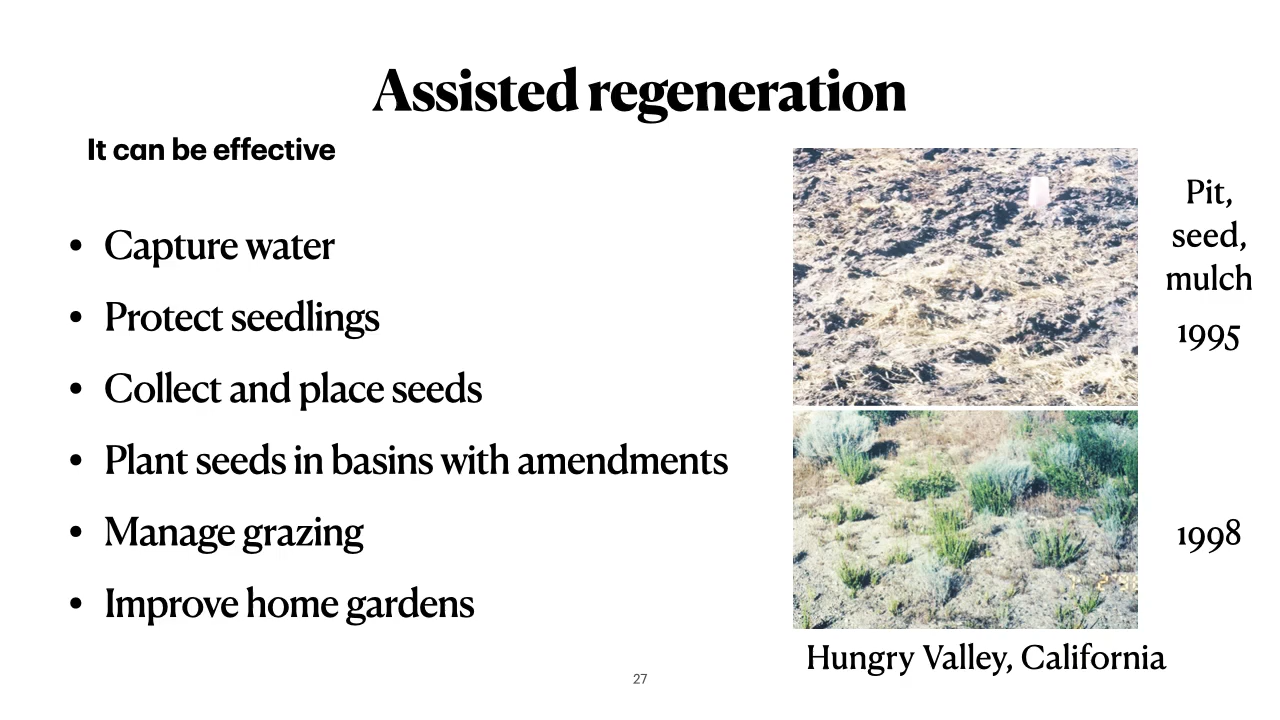 Assisted regeneration
It can be effective
• Capture water
• Protect seedlings
• Collect and place seeds
• Plant seeds in basins with amendments
• Manage grazing
• Improve home gardens
Pit,
seed,
mulch
1995
1998
Hungry Valley, California
27